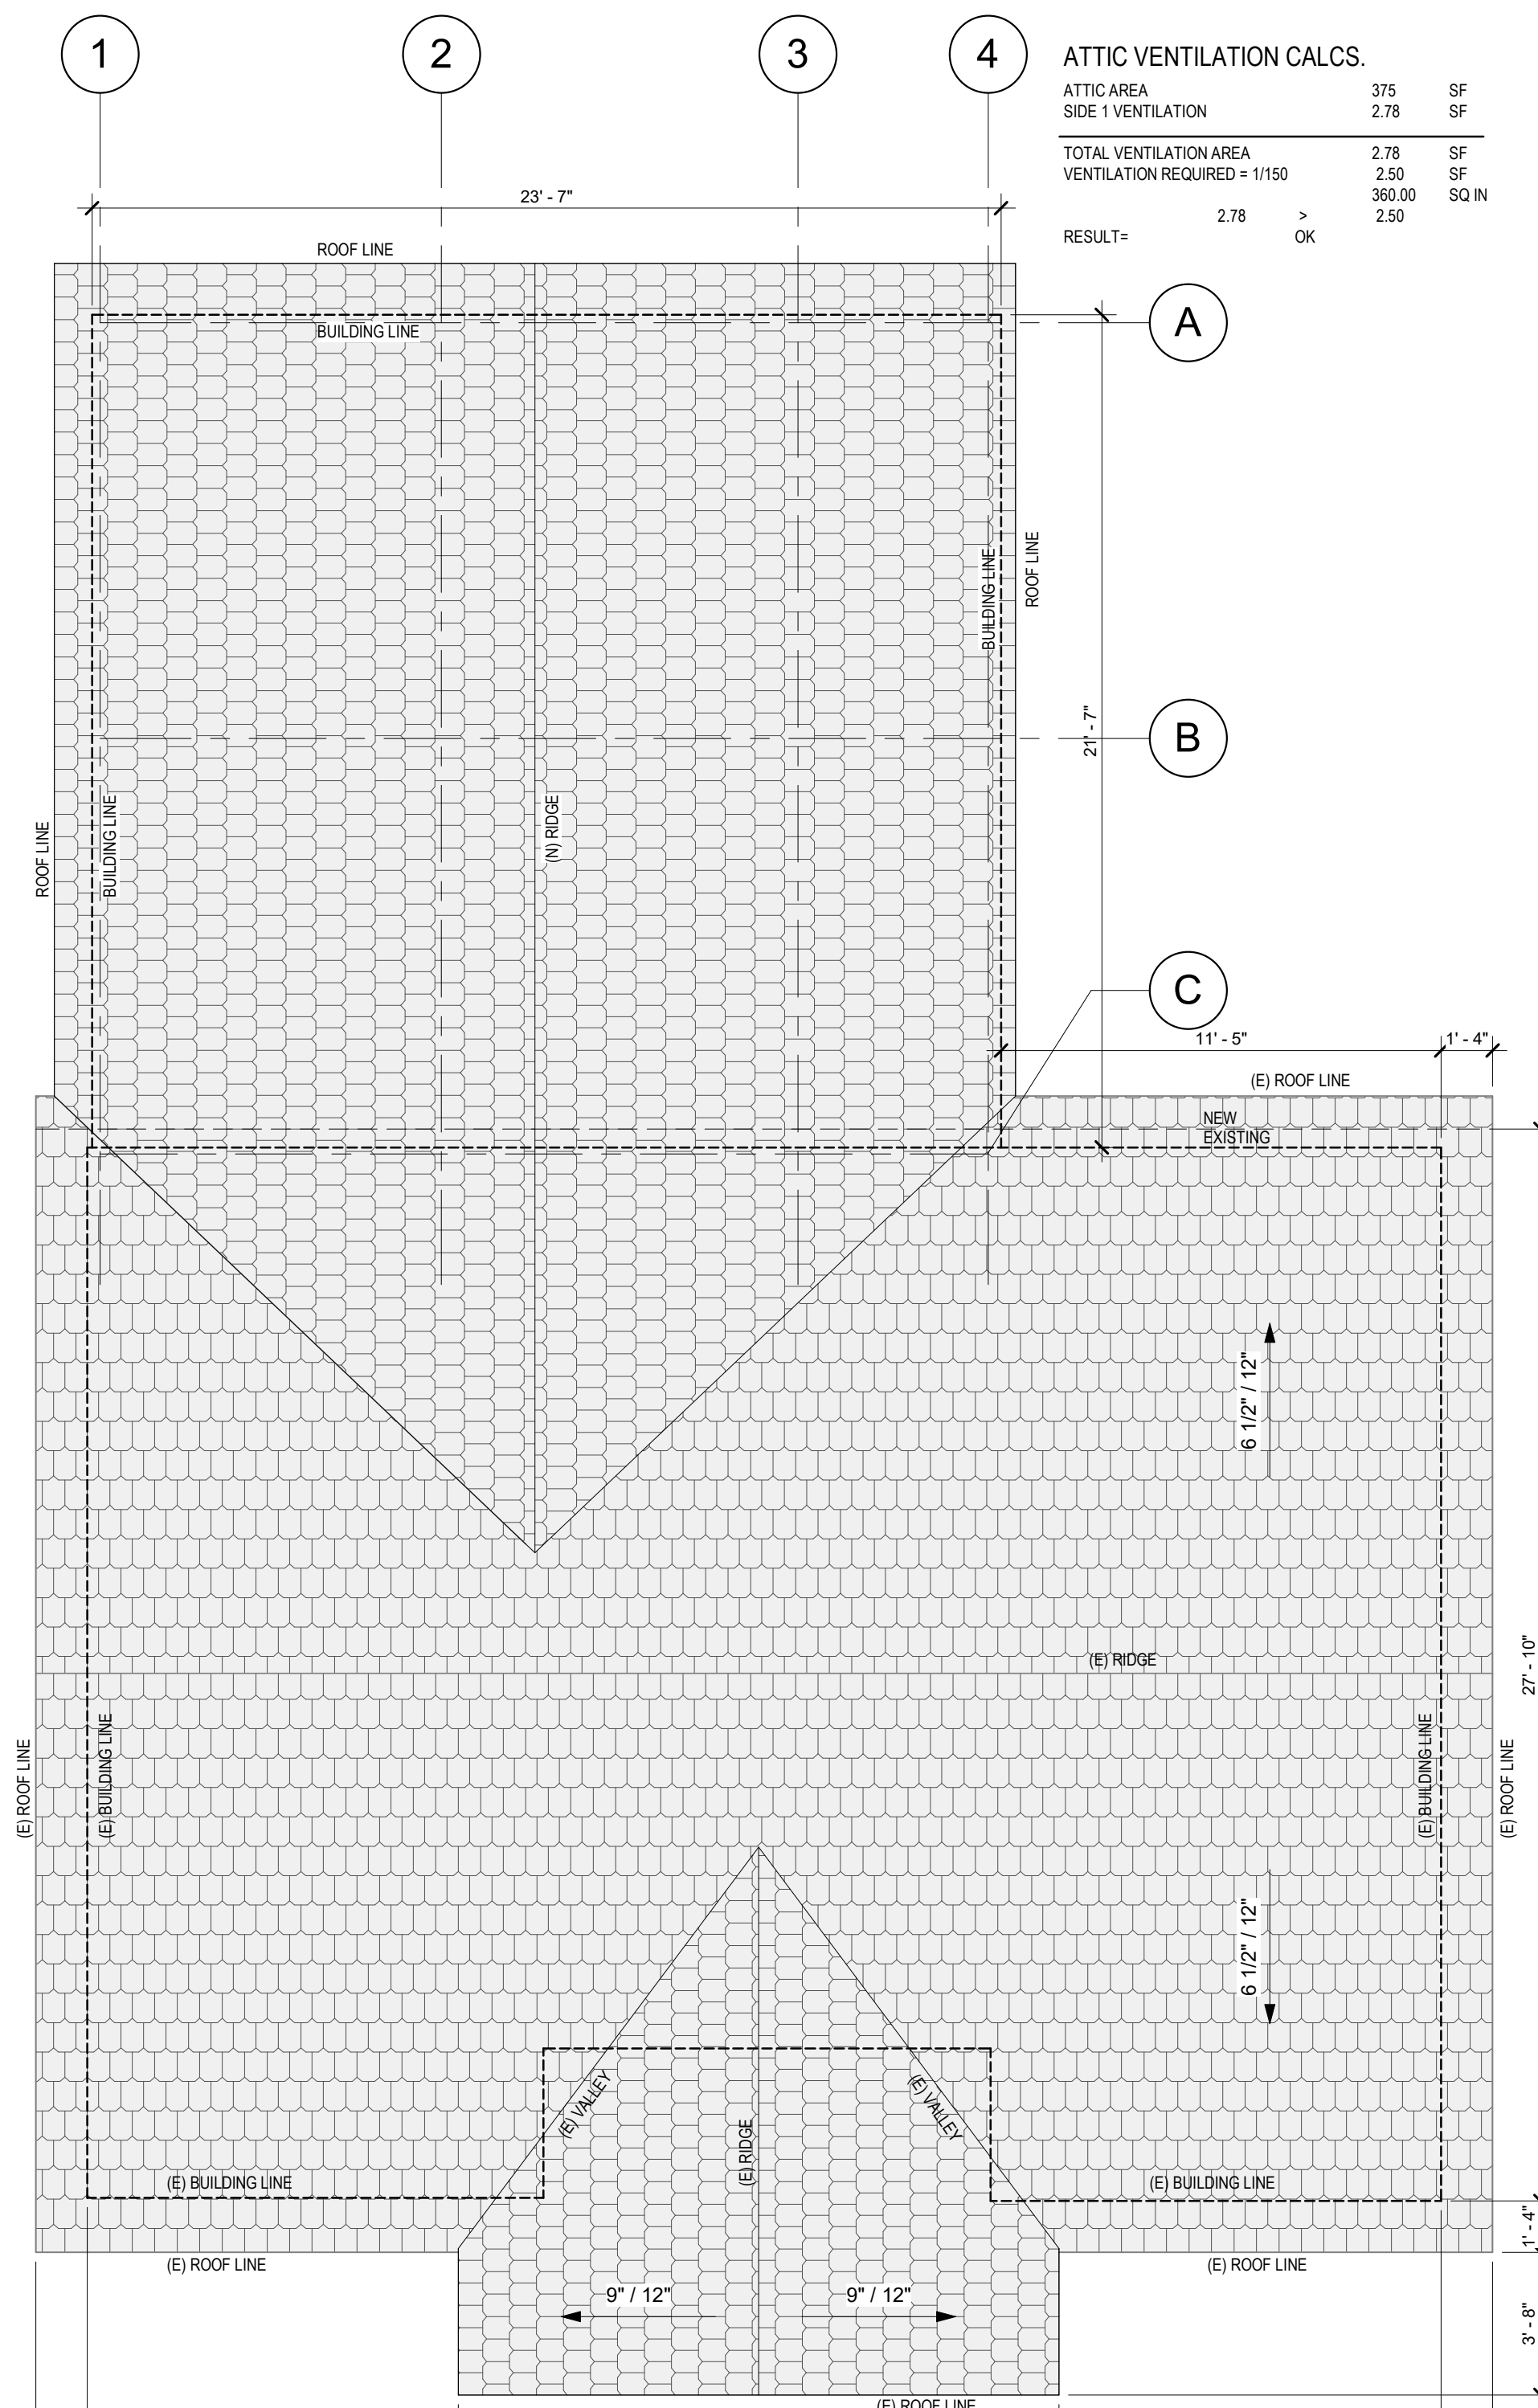 1
2
3
4
ATTIC VENTILATION CALCS.
ATTIC AREA 375 SF
SIDE 1 VENTILATION 2.78 SF
TOTAL VENTILATION AREA 2.78 SF
VENTILATION REQUIRED = 1/150 2.50 SF
360.00 SQ IN
2.78 > 2.50
RESULT= OK
23' - 7"
ROOF LINE
BUILDING LINE
A
ROOF LINE
BUILDING LINE
21' - 7"
B
ROOF LINE
BUILDING LINE
(N) RIDGE
C
11' - 5"
1' - 4"
(E) ROOF LINE
NEW
EXISTING
6 1/2" / 12"
(E) RIDGE
27' - 10"
(E) ROOF LINE
(E) BUILDING LINE
(E) BUILDING LINE
(E) ROOF LINE
6 1/2" / 12"
(E) VALLEY
(E) RIDGE
(E) VALLEY
(E) BUILDING LINE
(E) BUILDING LINE
1' - 4"
(E) ROOF LINE
(E) ROOF LINE
9" / 12"
9" / 12"
3' - 8"
(E) ROOF LINE